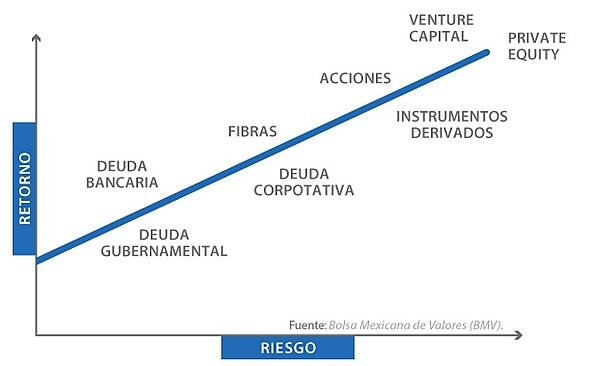 VENTURE
CAPITAL
PRIVATE
EQUITY
ACCIONES
INSTRUMENTOS
DERIVADOS
FIBRAS
DEUDA
BANCARIA
DEUDA
CORPOTATIVA
DEUDA
GUBERNAMENTAL
RETORNO
Fuente: Bolsa Mexicana de Valores (BMV).
RIESGO